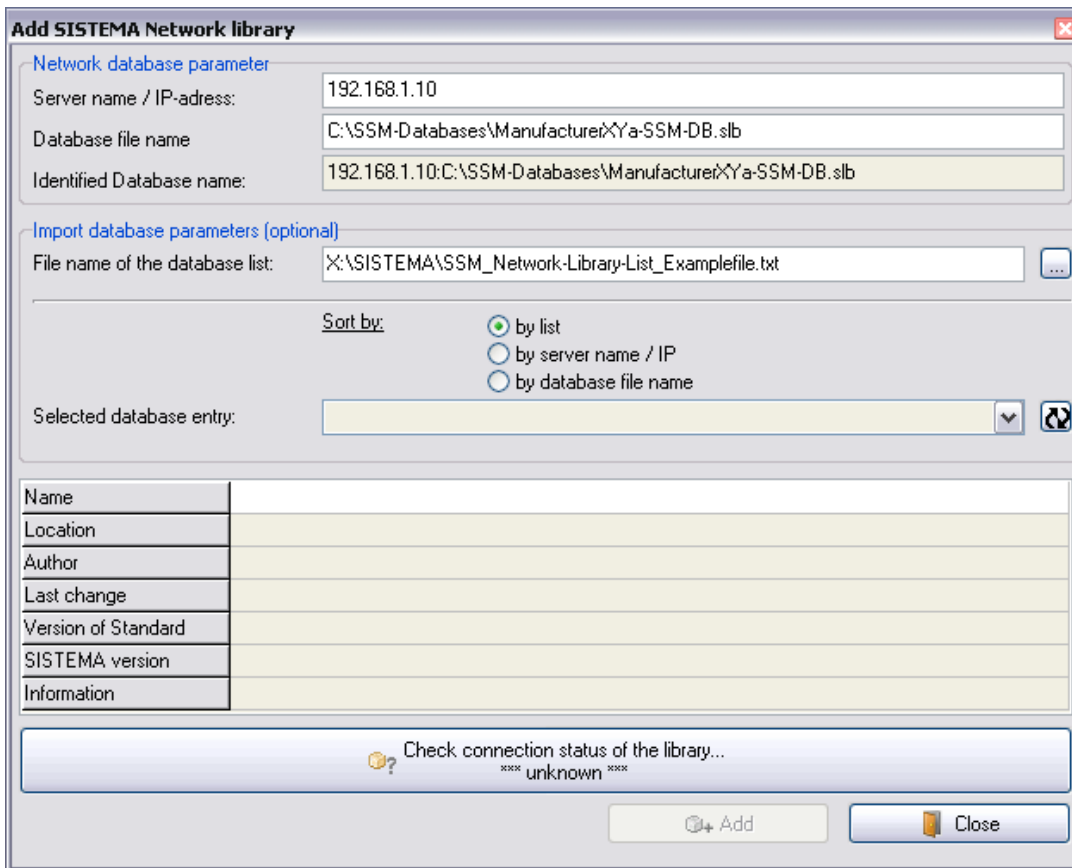 Add SISTEMA Network library
Network database parameter
Server name / IP-adress: 192.168.1.10
Database file name C:\SSM-Databases\ManufacturerXYa-SSM-DB.slb
Identified Database name: 192.168.1.10:C:\SSM-Databases\ManufacturerXYa-SSM-DB.slb
Import database parameters (optional)
File name of the database list: X:\SISTEMA\SSM_Network-Library-List_Examplefile.txt ...
Sort by: by list
by server name / IP
by database file name
Selected database entry:
Name
Location
Author
Last change
Version of Standard
SISTEMA version
Information
Check connection status of the library...
*** unknown ***
Add Close